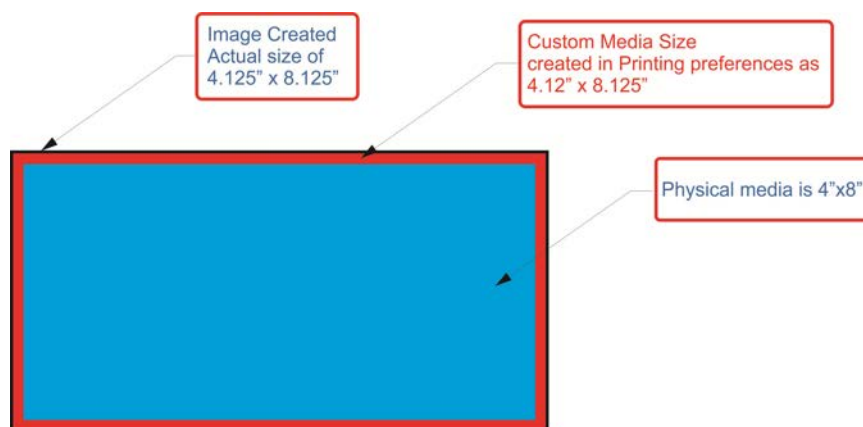 Image Created
Actual size of
4.125” x 8.125”
Custom Media Size
created in Printing preferences as
4.12” x 8.125”
Physical media is 4”x8”